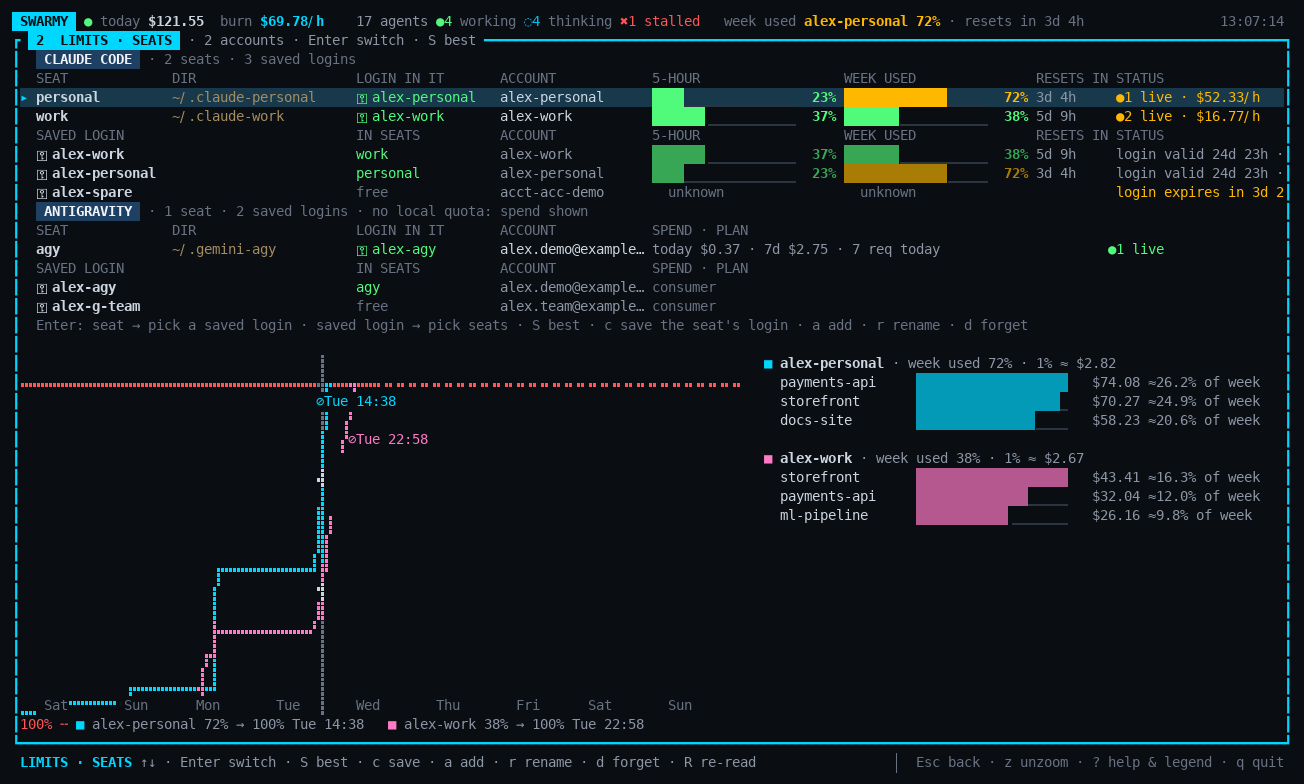 SWARMY ● today $121.55 burn $69.78/h 17 agents ●4 working ◌4 thinking ✖1 stalled week used alex-personal 72% · resets in 3d 4h 13:07:14
2 LIMITS · SEATS · 2 accounts · Enter switch · S best
CLAUDE CODE · 2 seats · 3 saved logins
SEAT DIR LOGIN IN IT ACCOUNT 5-HOUR WEEK USED RESETS IN STATUS
▸ personal ~/.claude-personal ⚿ alex-personal alex-personal 23% 72% 3d 4h ●1 live · $52.33/h
work ~/.claude-work ⚿ alex-work alex-work 37% 38% 5d 9h ●2 live · $16.77/h
SAVED LOGIN IN SEATS ACCOUNT 5-HOUR WEEK USED RESETS IN STATUS
⚿ alex-work work alex-work 37% 38% 5d 9h login valid 24d 23h ·
⚿ alex-personal personal alex-personal 23% 72% 3d 4h login valid 24d 23h ·
⚿ alex-spare free acct-acc-demo unknown unknown login expires in 3d 2
ANTIGRAVITY · 1 seat · 2 saved logins · no local quota: spend shown
SEAT DIR LOGIN IN IT ACCOUNT SPEND · PLAN
agy ~/.gemini-agy ⚿ alex-agy alex.demo@example… today $0.37 · 7d $2.75 · 7 req today ●1 live
SAVED LOGIN IN SEATS ACCOUNT SPEND · PLAN
⚿ alex-agy agy alex.demo@example… consumer
⚿ alex-g-team free alex.team@example… consumer
Enter: seat → pick a saved login · saved login → pick seats · S best · c save the seat's login · a add · r rename · d forget
⊘Tue 14:38
⊘Tue 22:58
Sat Sun Mon Tue Wed Thu Fri Sat Sun
100% ╌ ■ alex-personal 72% → 100% Tue 14:38 ■ alex-work 38% → 100% Tue 22:58
■ alex-personal · week used 72% · 1% ≈ $2.82
payments-api $74.08 ≈26.2% of week
storefront $70.27 ≈24.9% of week
docs-site $58.23 ≈20.6% of week
■ alex-work · week used 38% · 1% ≈ $2.67
storefront $43.41 ≈16.3% of week
payments-api $32.04 ≈12.0% of week
ml-pipeline $26.16 ≈9.8% of week
LIMITS · SEATS ↑↓ · Enter switch · S best · c save · a add · r rename · d forget · R re-read Esc back · z unzoom · ? help & legend · q quit